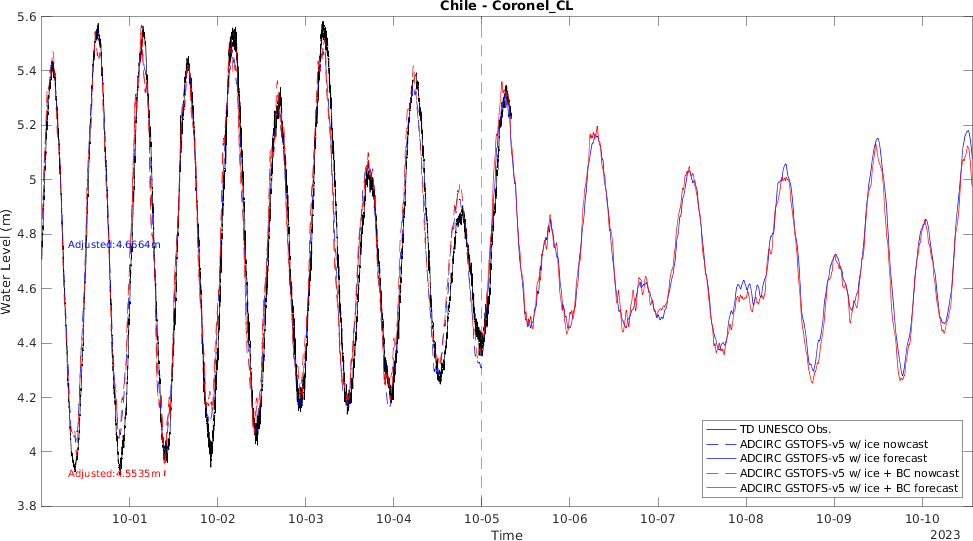 Chile - Coronel_CL
Water Level (m)
5.6
5.4
5.2
5
4.8
4.6
4.4
4.2
4
3.8
Adjusted:4.6664m
Adjusted:4.5535m
TD UNESCO Obs.
ADCIRC GSTOFS-v5 w/ ice nowcast
ADCIRC GSTOFS-v5 w/ ice forecast
ADCIRC GSTOFS-v5 w/ ice + BC nowcast
ADCIRC GSTOFS-v5 w/ ice + BC forecast
10-01 10-02 10-03 10-04 10-05 10-06 10-07 10-08 10-09 10-10
Time
2023